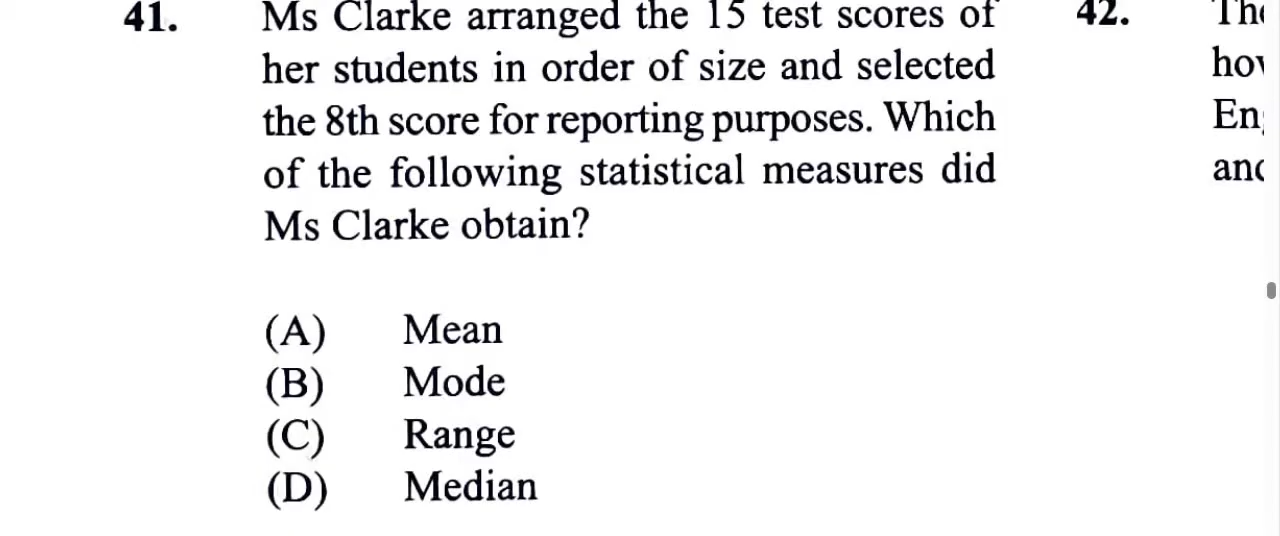 41. Ms Clarke arranged the 15 test scores of
her students in order of size and selected
the 8th score for reporting purposes. Which
of the following statistical measures did
Ms Clarke obtain?
(A) Mean
(B) Mode
(C) Range
(D) Median
42.